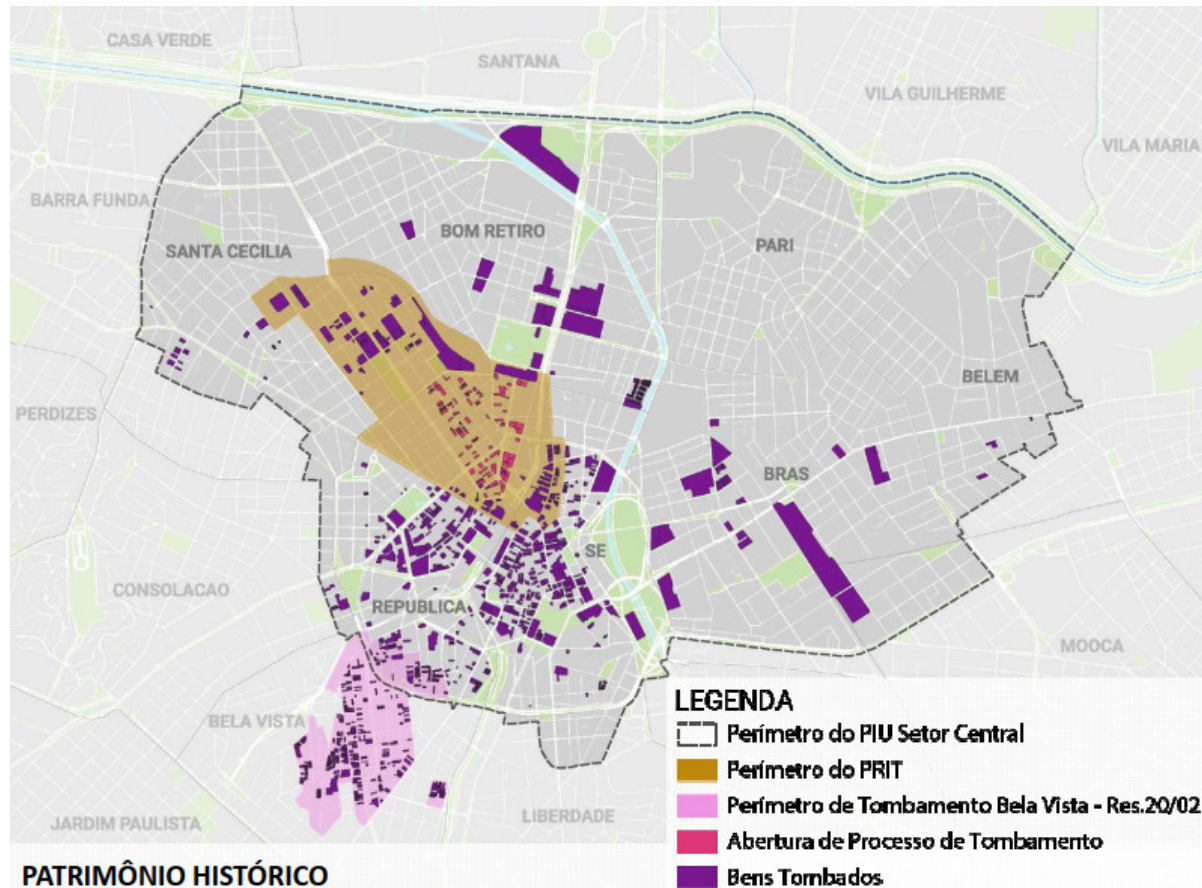 CASA VERDE
SANTANA
VILA GUILHERME
VILA MARIA
BARRA FUNDA
BOM RETIRO
PARI
SANTA CECILIA
BELEM
PERDIZES
BRAS
SE
CONSOLACAO
REPUBLICA
MOOCA
BELA VISTA
LIBERDADE
JARDIM PAULISTA
LEGENDA
Perímetro do PIU Setor Central
Perímetro do PRIT
Perímetro de Tombamento Bela Vista - Res.20/02
Abertura de Processo de Tombamento
Bens Tombados
PATRIMÔNIO HISTÓRICO